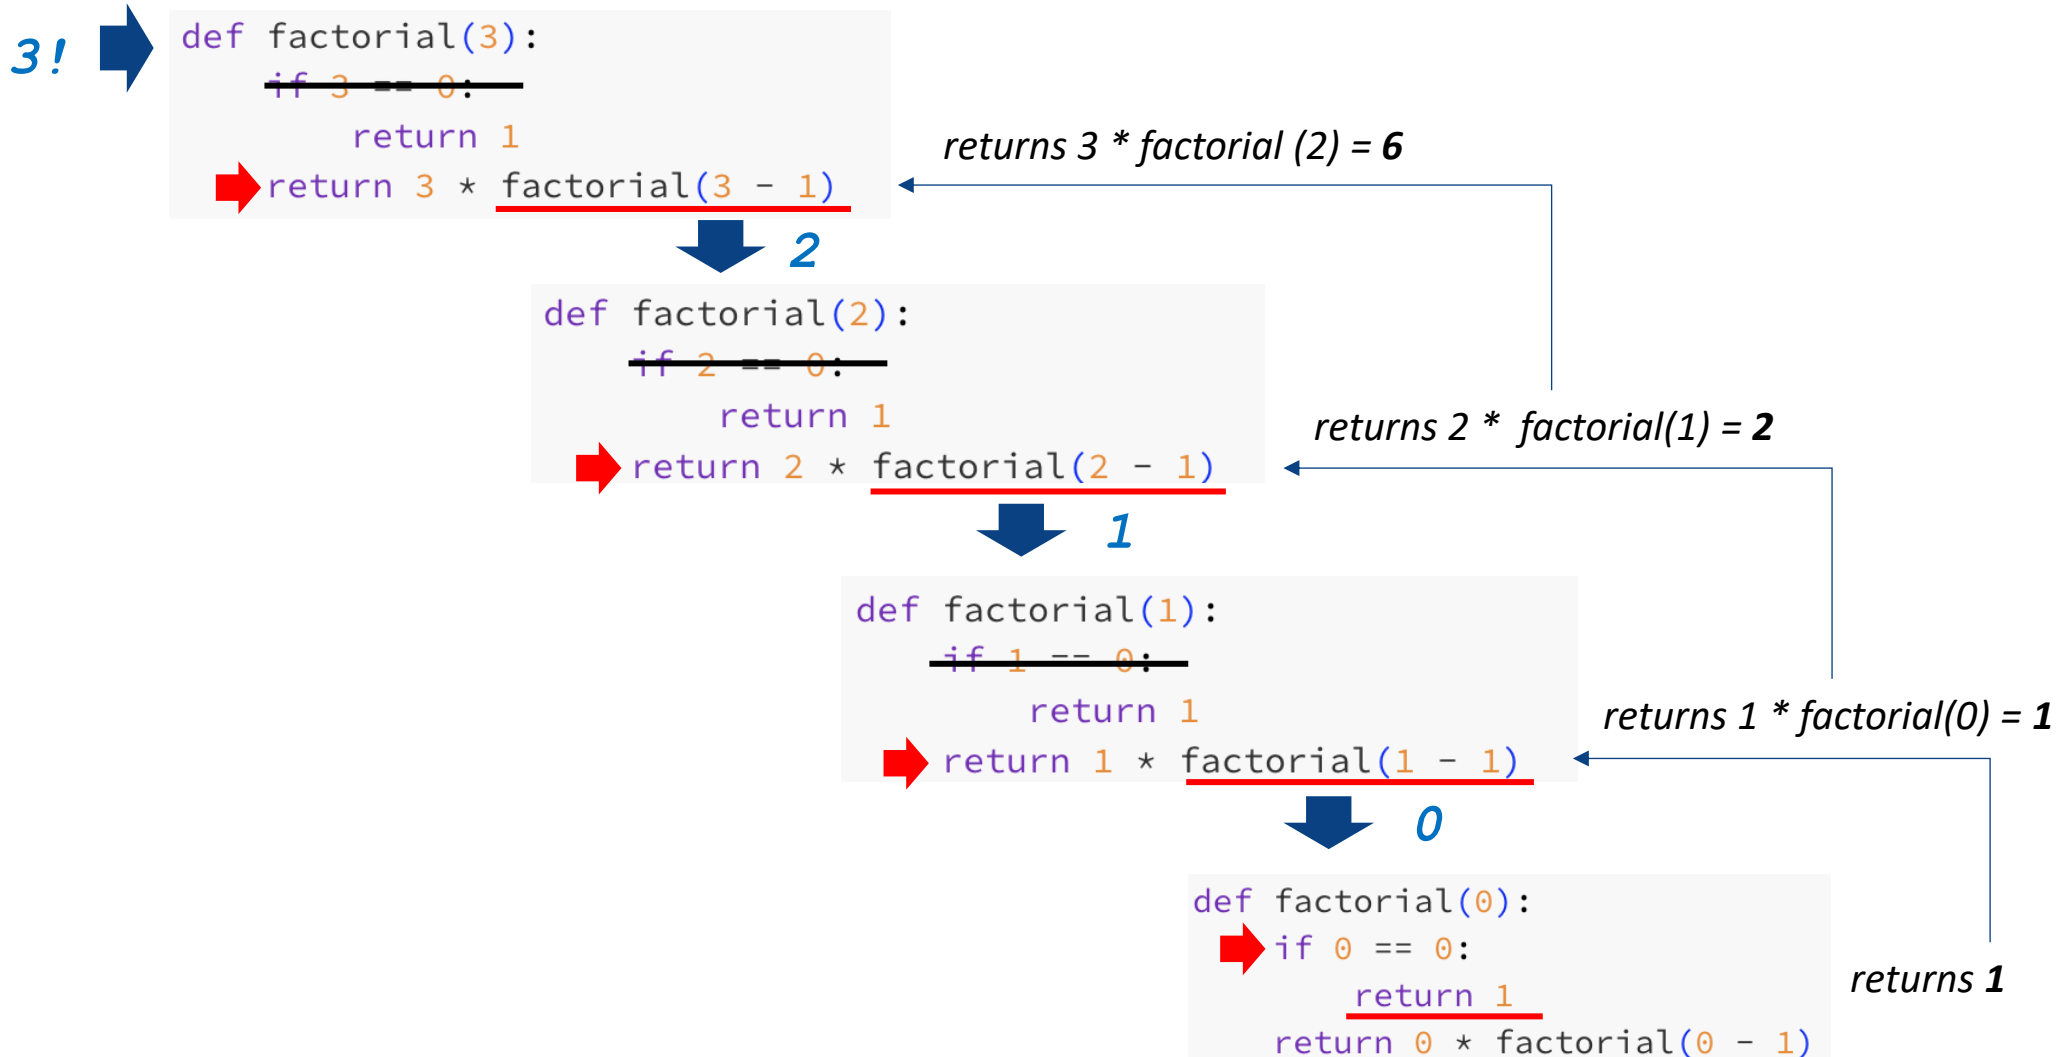 3!
def factorial(3):
if 3 == 0:
return 1
return 3 * factorial(3 - 1)
returns 3 * factorial (2) = 6
2
def factorial(2):
if 2 == 0:
return 1
return 2 * factorial(2 - 1)
returns 2 * factorial(1) = 2
1
def factorial(1):
if 1 == 0:
return 1
return 1 * factorial(1 - 1)
returns 1 * factorial(0) = 1
0
def factorial(0):
if 0 == 0:
return 1
return 0 * factorial(0 - 1)
returns 1